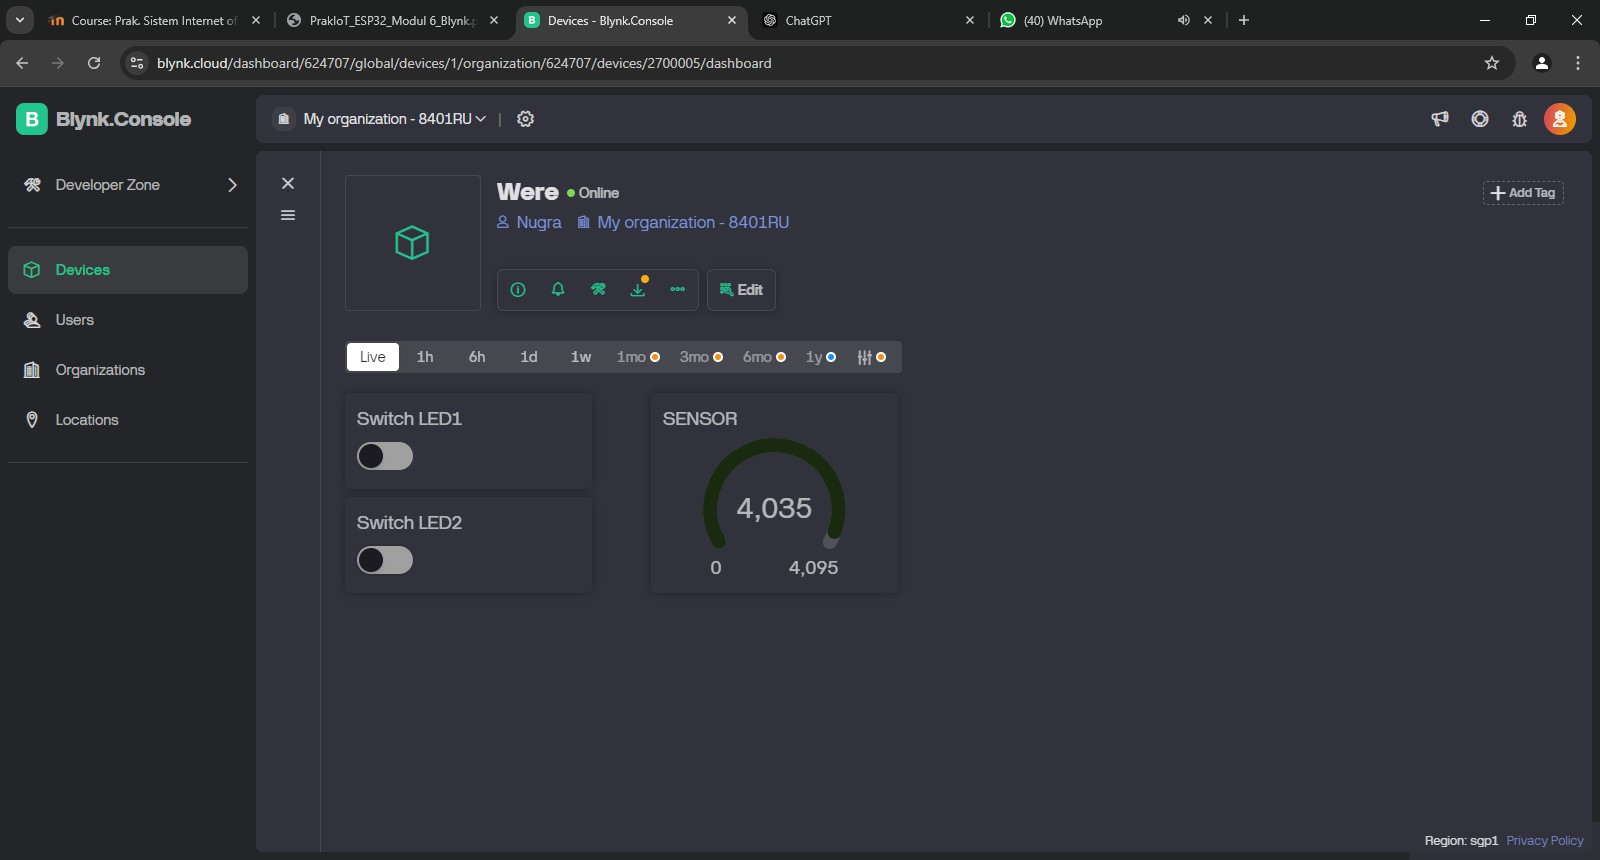 Course: Prak. Sistem Internet of
PrakIoT_ESP32_Modul 6_Blynk.p
Devices - Blynk.Console
ChatGPT
(40) WhatsApp
blynk.cloud/dashboard/624707/global/devices/1/organization/624707/devices/2700005/dashboard
B Blynk.Console
My organization - 8401RU
Developer Zone
Devices
Users
Organizations
Locations
Were Online
Add Tag
Nugra My organization - 8401RU
Edit
Live 1h 6h 1d 1w 1mo 3mo 6mo 1y
Switch LED1
Switch LED2
SENSOR
4,035
0 4,095
Region: sgp1 Privacy Policy